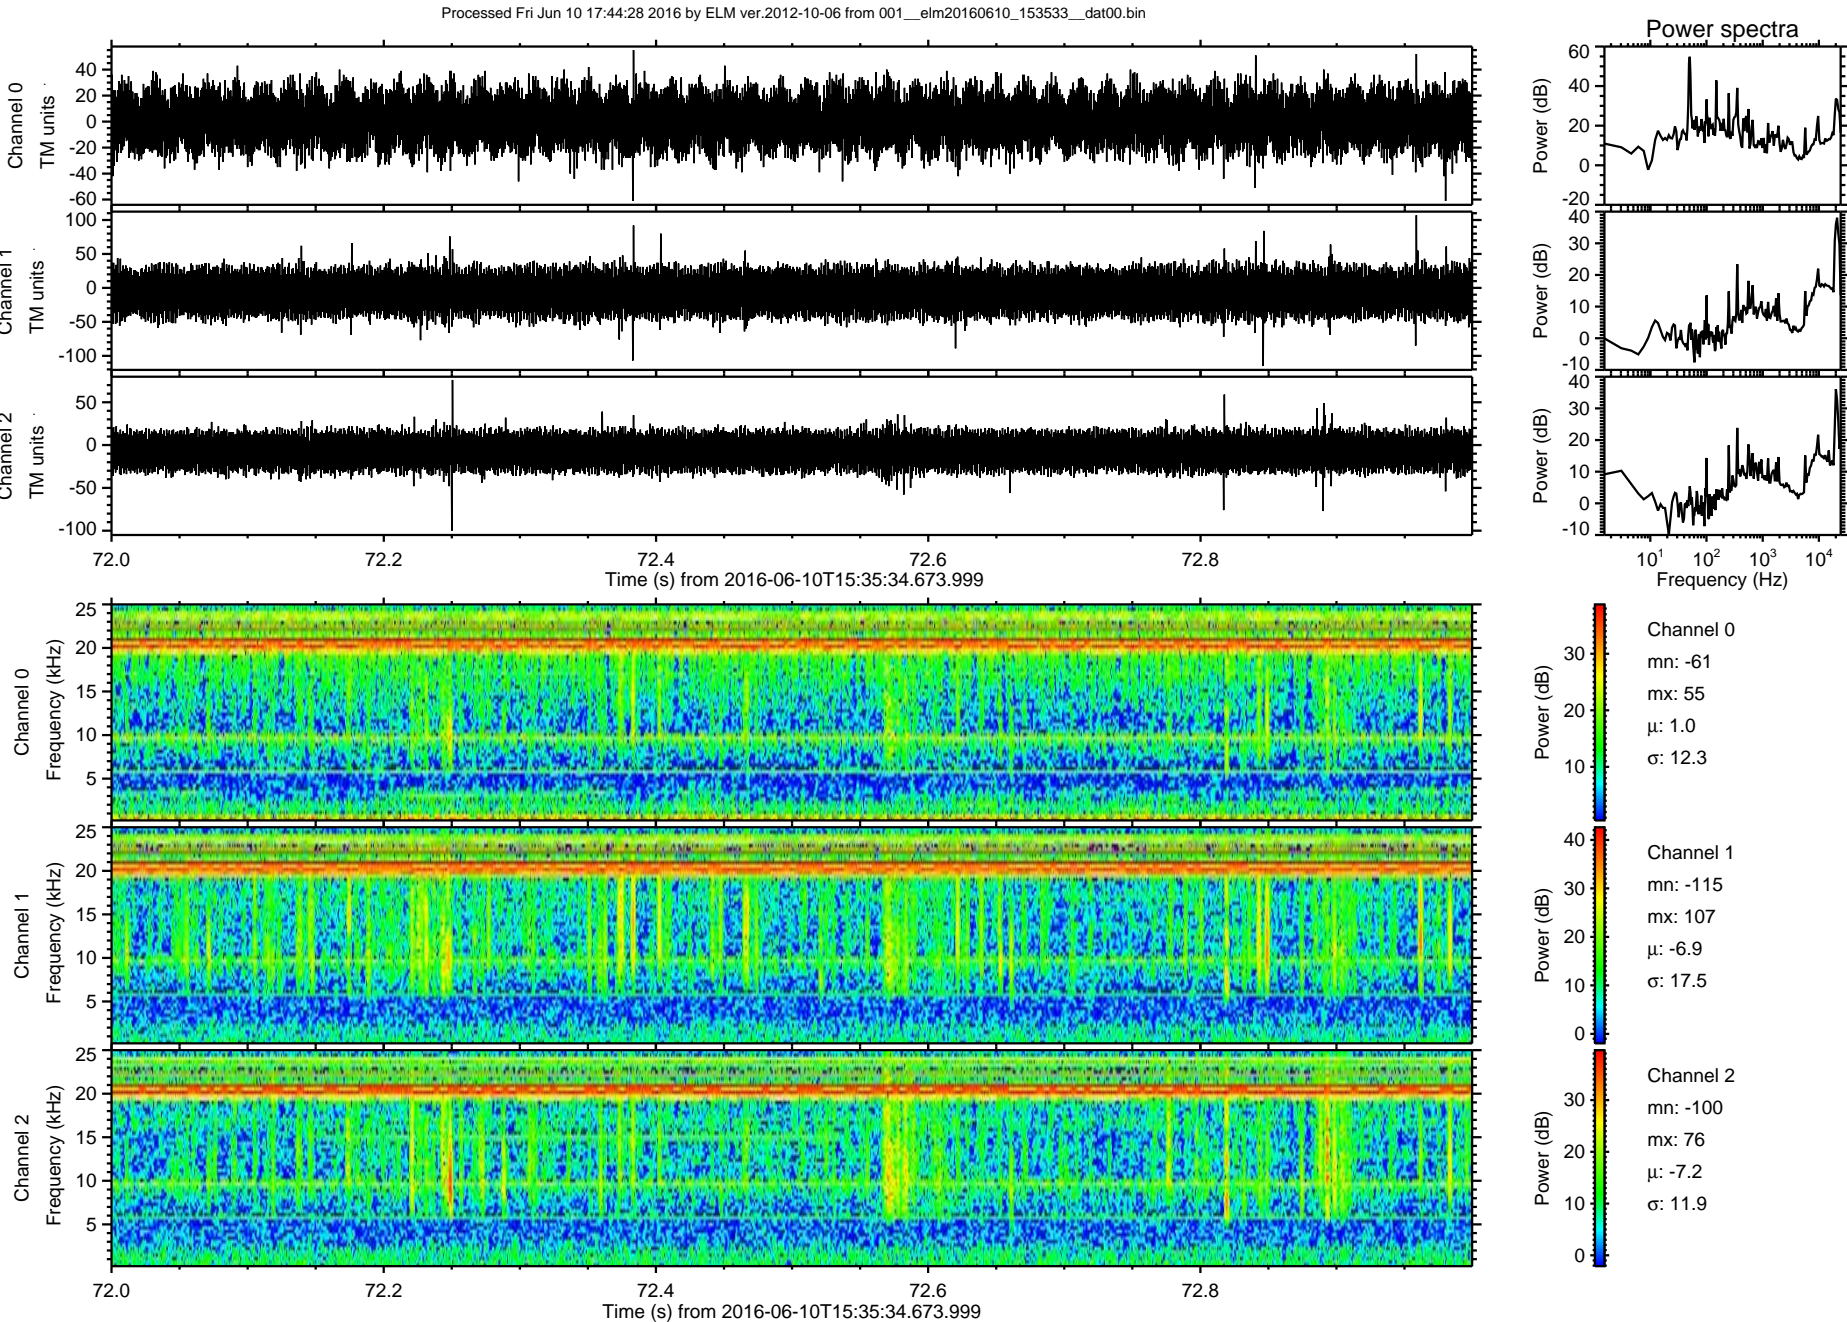 Processed Fri Jun 10 17:44:28 2016 by ELM ver.2012-10-06 from 001__elm20160610_153533__dat00.bin
Power spectra
Channel 0
TM units
40
20
0
-20
-40
-60
Power (dB)
60
40
20
0
-20
Channel 1
TM units
100
50
0
-50
-100
Power (dB)
40
30
20
10
0
-10
Channel 2
TM units
50
0
-50
-100
Power (dB)
40
30
20
10
0
-10
72.0 72.2 72.4 72.6 72.8
Time (s) from 2016-06-10T15:35:34.673.999
10¹ 10² 10³ 10⁴
Frequency (Hz)
Channel 0
Frequency (kHz)
25
20
15
10
5
Power (dB)
30
20
10
Channel 0
mn: -61
mx: 55
μ: 1.0
σ: 12.3
Channel 1
Frequency (kHz)
25
20
15
10
5
Power (dB)
40
30
20
10
0
Channel 1
mn: -115
mx: 107
μ: -6.9
σ: 17.5
Channel 2
Frequency (kHz)
25
20
15
10
5
Power (dB)
30
20
10
0
Channel 2
mn: -100
mx: 76
μ: -7.2
σ: 11.9
72.0 72.2 72.4 72.6 72.8
Time (s) from 2016-06-10T15:35:34.673.999